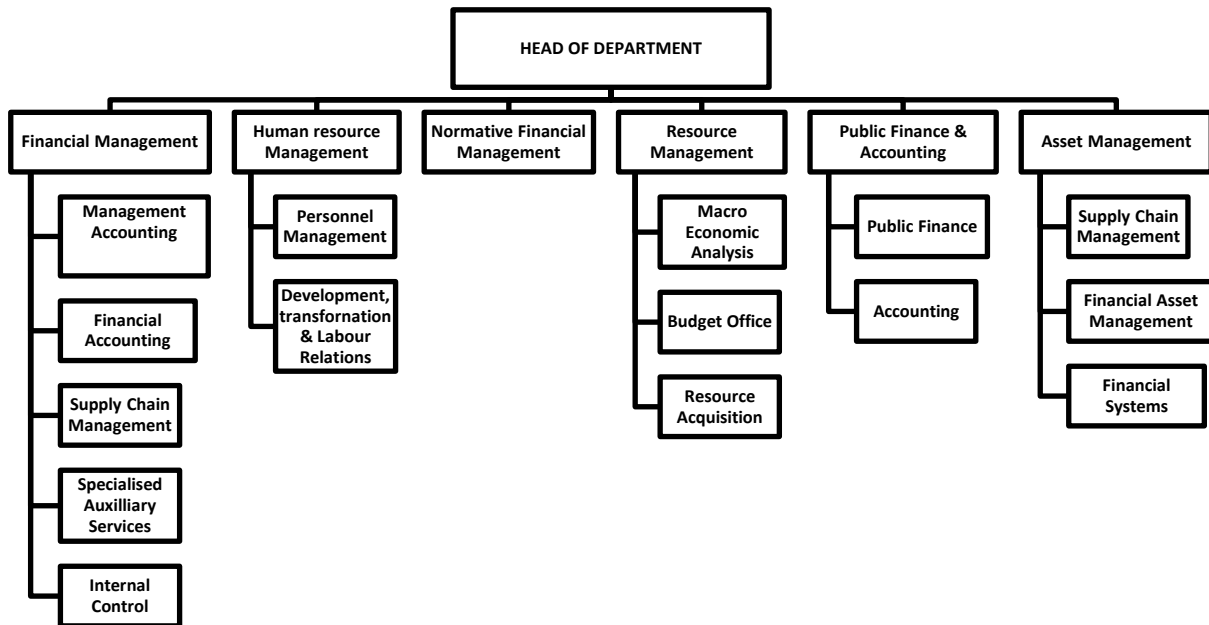 HEAD OF DEPARTMENT
Financial Management
Human resource
Management
Normative Financial
Management
Resource
Management
Public Finance &
Accounting
Asset Management
Management
Accounting
Financial
Accounting
Supply Chain
Management
Specialised
Auxilliary
Services
Internal
Control
Personnel
Management
Development,
transfornation
& Labour
Relations
Macro
Economic
Analysis
Budget Office
Resource
Acquisition
Public Finance
Accounting
Supply Chain
Management
Financial Asset
Management
Financial
Systems